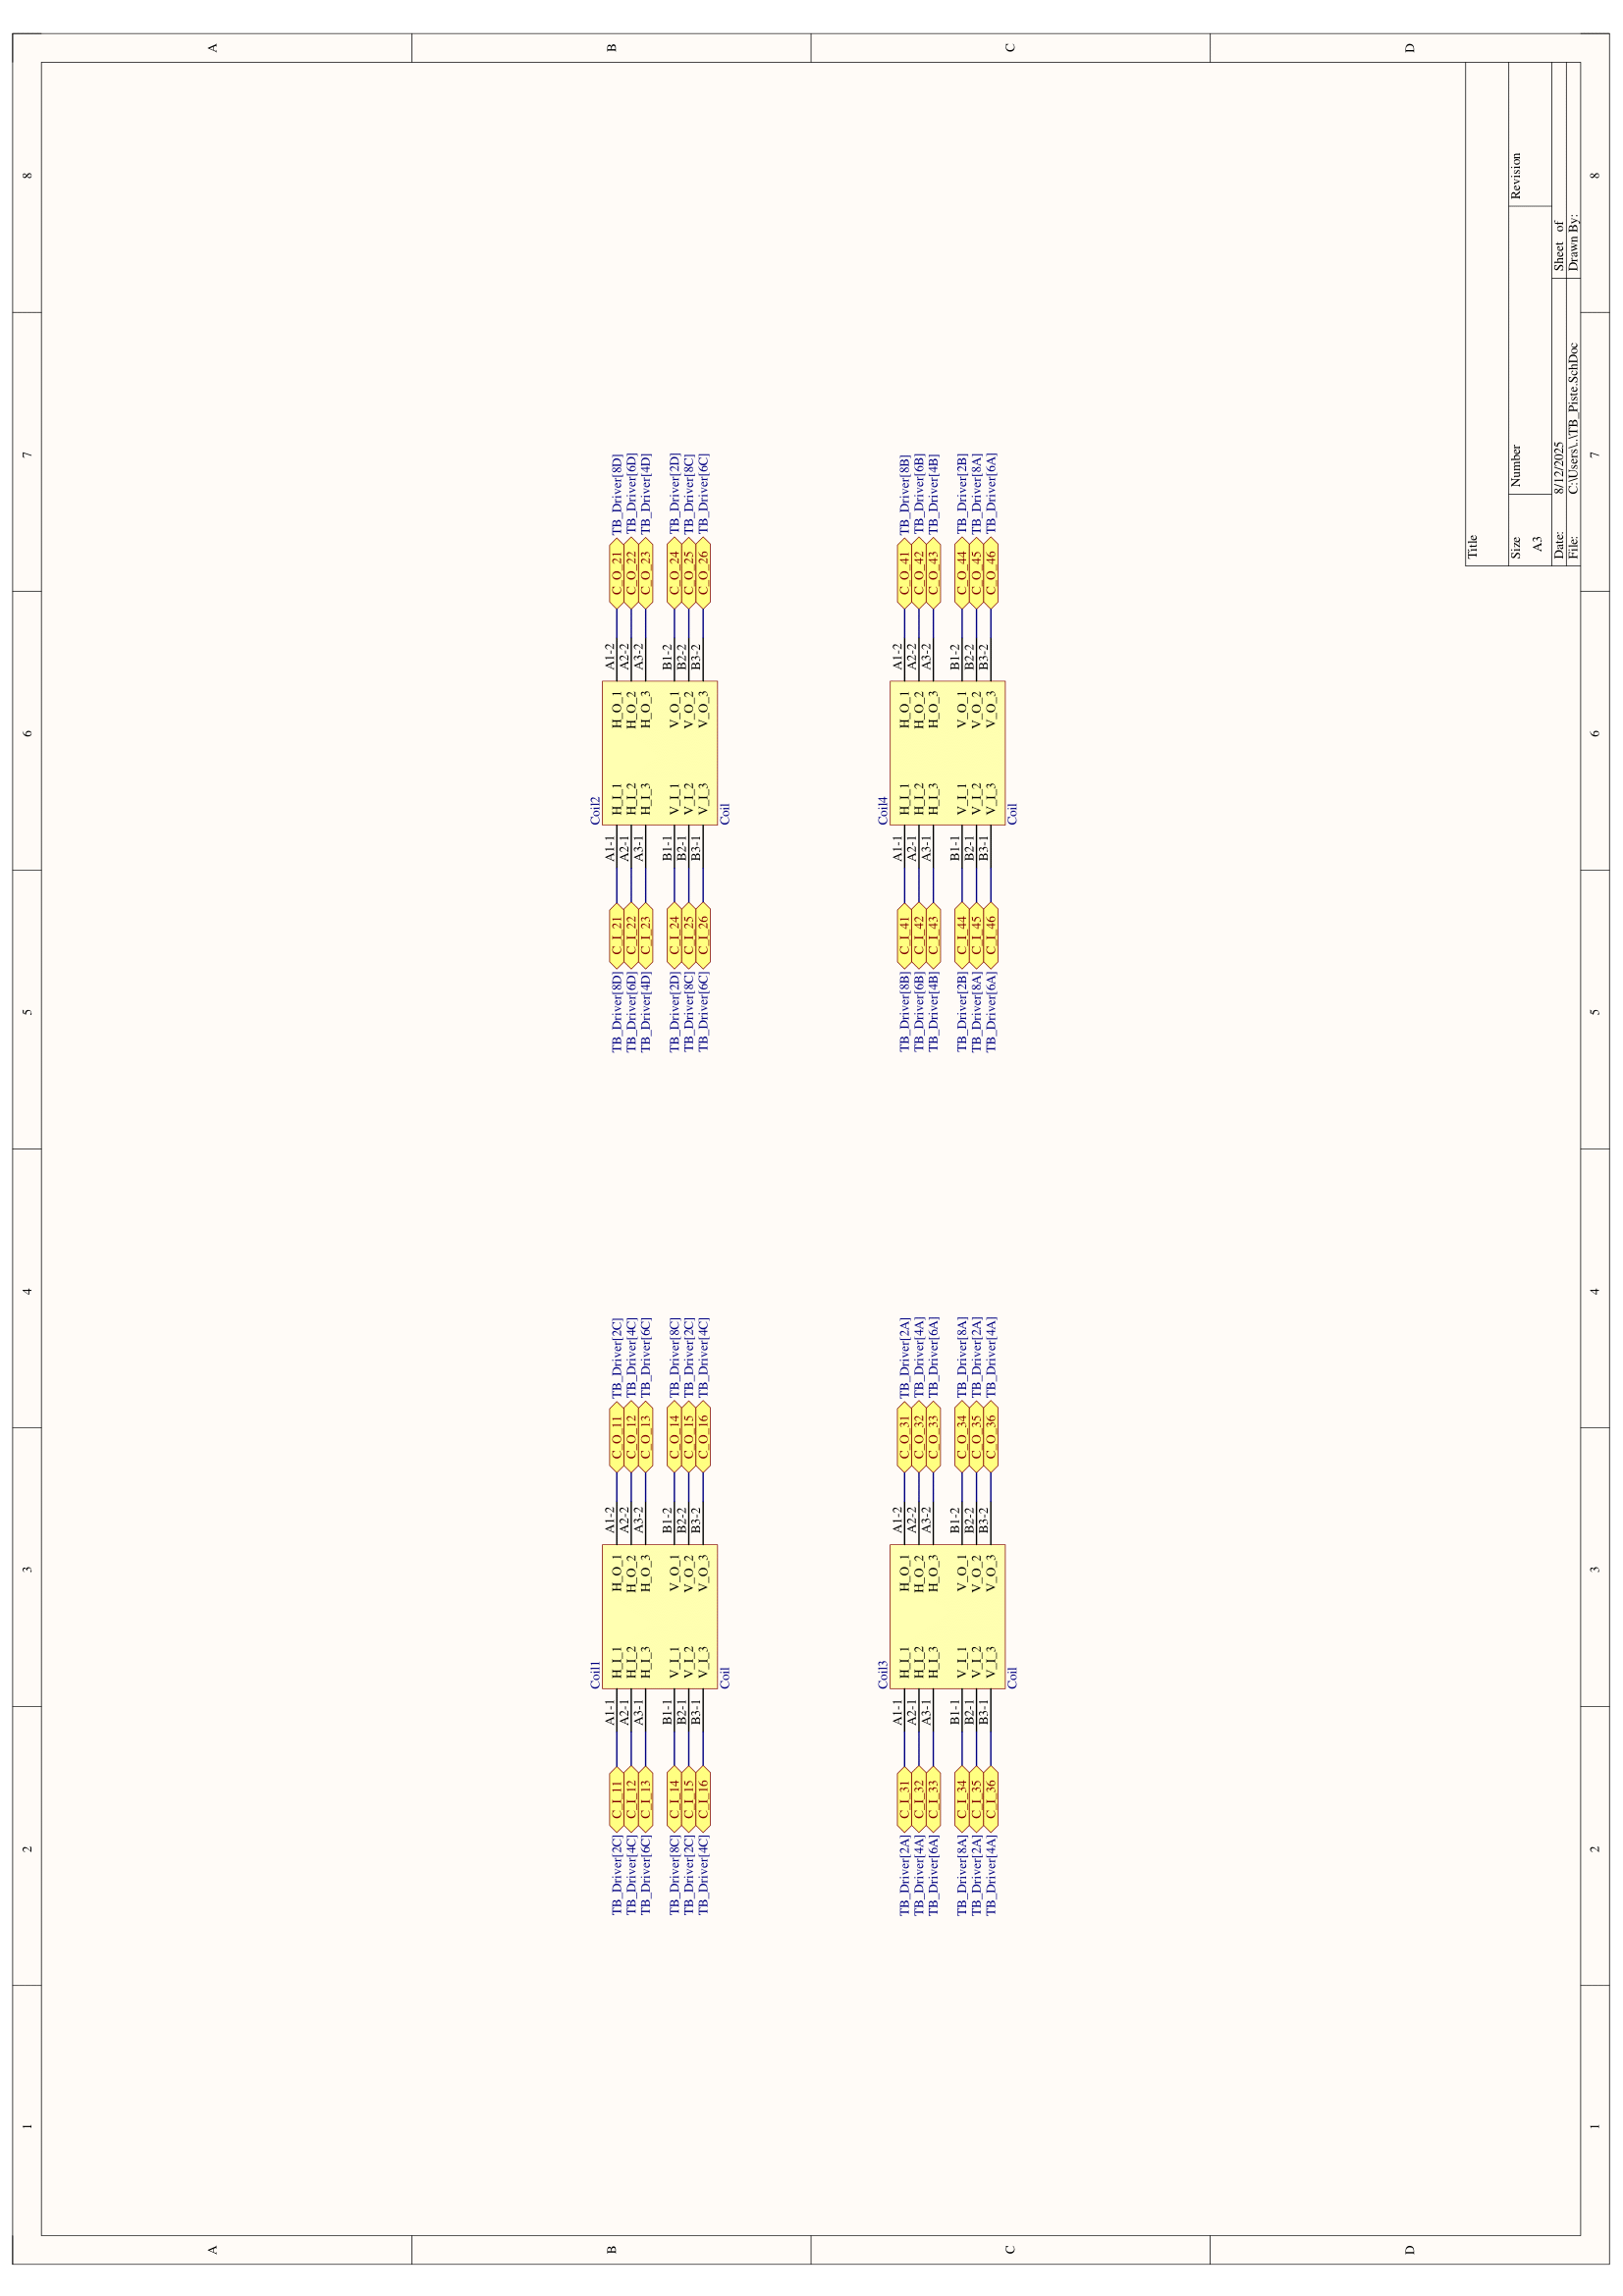 1
2
3
4
5
6
7
8
A
B
C
D
Coil1
TB_Driver[2C] C_I_11 A1-1 H_I_1 H_O_1 A1-2 C_O_11 TB_Driver[2C]
TB_Driver[4C] C_I_12 A2-1 H_I_2 H_O_2 A2-2 C_O_12 TB_Driver[4C]
TB_Driver[6C] C_I_13 A3-1 H_I_3 H_O_3 A3-2 C_O_13 TB_Driver[6C]
TB_Driver[8C] C_I_14 B1-1 V_I_1 V_O_1 B1-2 C_O_14 TB_Driver[8C]
TB_Driver[2C] C_I_15 B2-1 V_I_2 V_O_2 B2-2 C_O_15 TB_Driver[2C]
TB_Driver[4C] C_I_16 B3-1 V_I_3 V_O_3 B3-2 C_O_16 TB_Driver[4C]
Coil
Coil2
TB_Driver[8D] C_I_21 A1-1 H_I_1 H_O_1 A1-2 C_O_21 TB_Driver[8D]
TB_Driver[6D] C_I_22 A2-1 H_I_2 H_O_2 A2-2 C_O_22 TB_Driver[6D]
TB_Driver[4D] C_I_23 A3-1 H_I_3 H_O_3 A3-2 C_O_23 TB_Driver[4D]
TB_Driver[2D] C_I_24 B1-1 V_I_1 V_O_1 B1-2 C_O_24 TB_Driver[2D]
TB_Driver[8C] C_I_25 B2-1 V_I_2 V_O_2 B2-2 C_O_25 TB_Driver[8C]
TB_Driver[6C] C_I_26 B3-1 V_I_3 V_O_3 B3-2 C_O_26 TB_Driver[6C]
Coil
Coil3
TB_Driver[2A] C_I_31 A1-1 H_I_1 H_O_1 A1-2 C_O_31 TB_Driver[2A]
TB_Driver[4A] C_I_32 A2-1 H_I_2 H_O_2 A2-2 C_O_32 TB_Driver[4A]
TB_Driver[6A] C_I_33 A3-1 H_I_3 H_O_3 A3-2 C_O_33 TB_Driver[6A]
TB_Driver[8A] C_I_34 B1-1 V_I_1 V_O_1 B1-2 C_O_34 TB_Driver[8A]
TB_Driver[2A] C_I_35 B2-1 V_I_2 V_O_2 B2-2 C_O_35 TB_Driver[2A]
TB_Driver[4A] C_I_36 B3-1 V_I_3 V_O_3 B3-2 C_O_36 TB_Driver[4A]
Coil
Coil4
TB_Driver[8B] C_I_41 A1-1 H_I_1 H_O_1 A1-2 C_O_41 TB_Driver[8B]
TB_Driver[6B] C_I_42 A2-1 H_I_2 H_O_2 A2-2 C_O_42 TB_Driver[6B]
TB_Driver[4B] C_I_43 A3-1 H_I_3 H_O_3 A3-2 C_O_43 TB_Driver[4B]
TB_Driver[2B] C_I_44 B1-1 V_I_1 V_O_1 B1-2 C_O_44 TB_Driver[2B]
TB_Driver[8A] C_I_45 B2-1 V_I_2 V_O_2 B2-2 C_O_45 TB_Driver[8A]
TB_Driver[6A] C_I_46 B3-1 V_I_3 V_O_3 B3-2 C_O_46 TB_Driver[6A]
Coil
Title
Size Number Revision
A3
Date: 8/12/2025 Sheet of
File: C:\Users\..\TB_Piste.SchDoc Drawn By:
A
B
C
D
1
2
3
4
5
6
7
8